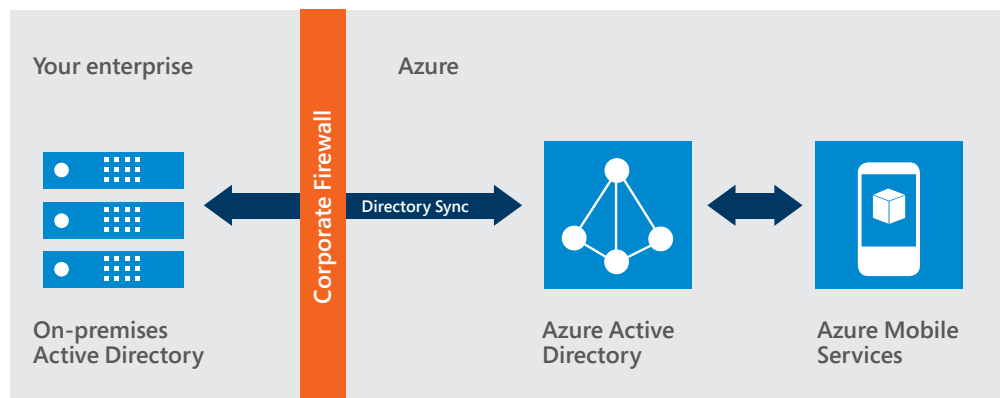 Your enterprise
Azure
Corporate Firewall
Directory Sync
On-premises
Active Directory
Azure Active
Directory
Azure Mobile
Services